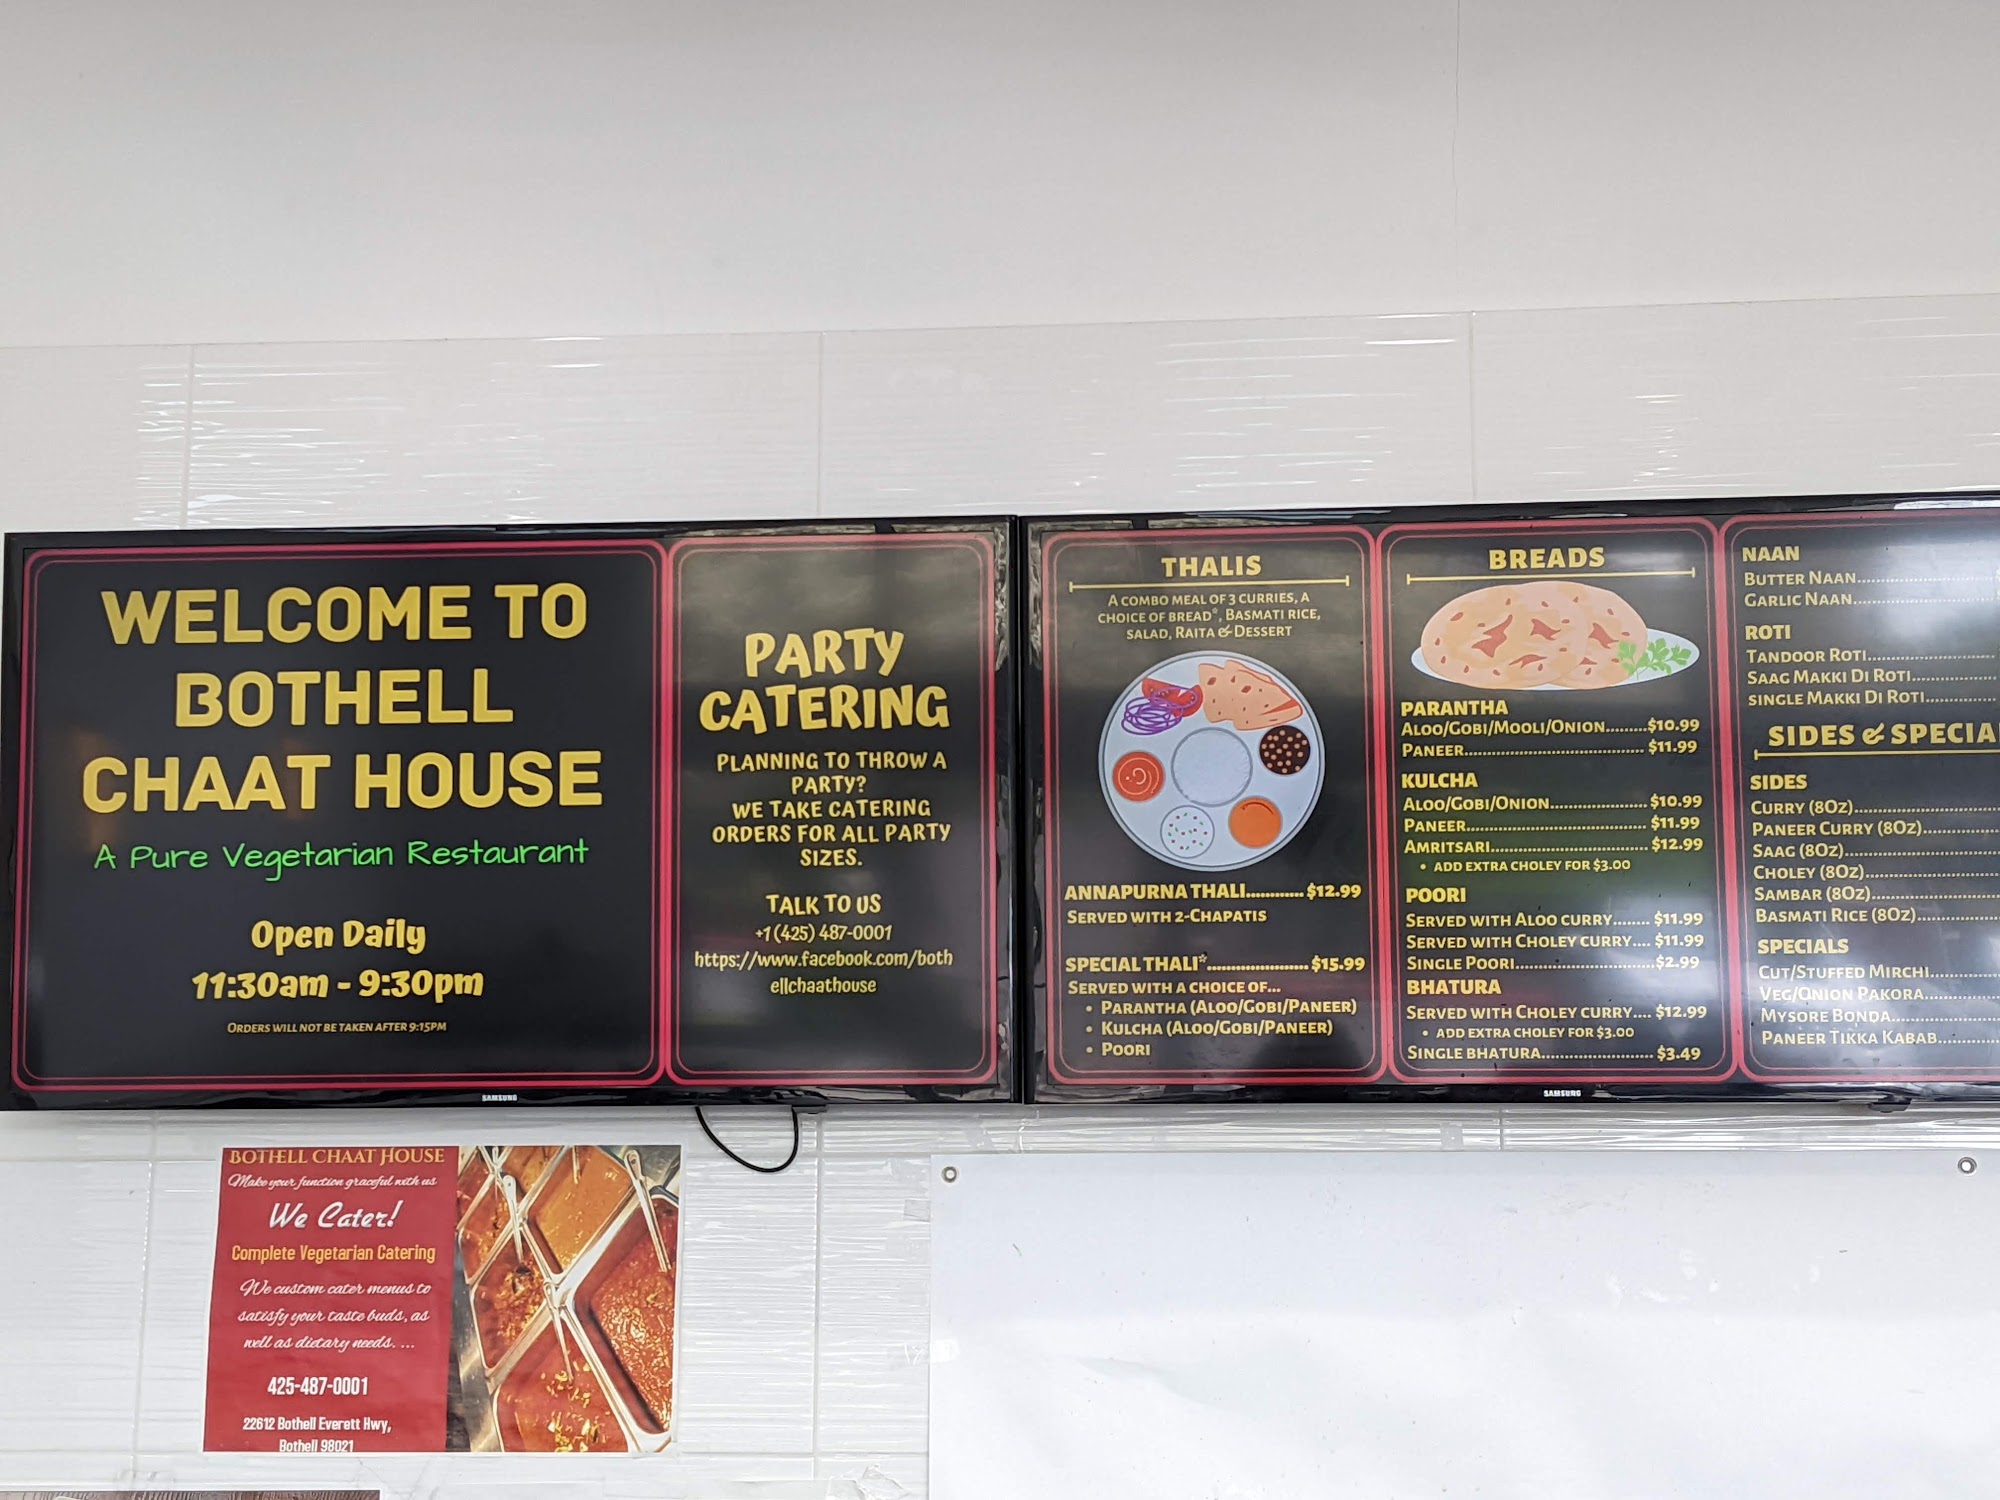 WELCOME TO
BOTHELL
CHAAT HOUSE
A Pure Vegetarian Restaurant
Open Daily
11:30am - 9:30pm
Orders will not be taken after 9:15pm
SAMSUNG
PARTY
CATERING
PLANNING TO THROW A
PARTY?
WE TAKE CATERING
ORDERS FOR ALL PARTY
SIZES.
TALK TO US
+1 (425) 487-0001
https://www.facebook.com/both
ellchaathouse
THALIS
A combo meal of 3 curries, a
choice of bread*, Basmati rice,
salad, Raita & Dessert
ANNAPURNA THALI............$12.99
Served with 2-Chapatis
SPECIAL THALI*.....................$15.99
Served with a choice of...
• Parantha (Aloo/Gobi/Paneer)
• Kulcha (Aloo/Gobi/Paneer)
• Poori
BREADS
PARANTHA
Aloo/Gobi/Mooli/Onion.........$10.99
Paneer........................................$11.99
KULCHA
Aloo/Gobi/Onion......................$10.99
Paneer........................................$11.99
Amritsari...................................$12.99
• add extra choley for $3.00
POORI
Served with Aloo curry........$11.99
Served with Choley curry....$11.99
Single Poori..............................$2.99
BHATURA
Served with Choley curry....$12.99
• add extra choley for $3.00
Single bhatura.........................$3.49
SAMSUNG
NAAN
Butter Naan
Garlic Naan
ROTI
Tandoor Roti
Saag Makki Di Roti
single Makki Di Roti
SIDES & SPECIA
SIDES
Curry (8Oz)
Paneer Curry (8Oz)
Saag (8Oz)
Choley (8Oz)
Sambar (8Oz)
Basmati Rice (8Oz)
SPECIALS
Cut/Stuffed Mirchi
Veg/Onion Pakora
Mysore Bonda
Paneer Tikka Kabab
BOTHELL CHAAT HOUSE
Make your function graceful with us
We Cater!
Complete Vegetarian Catering
We custom cater menus to
satisfy your taste buds, as
well as dietary needs. ...
425-487-0001
22612 Bothell Everett Hwy,
Bothell 98021